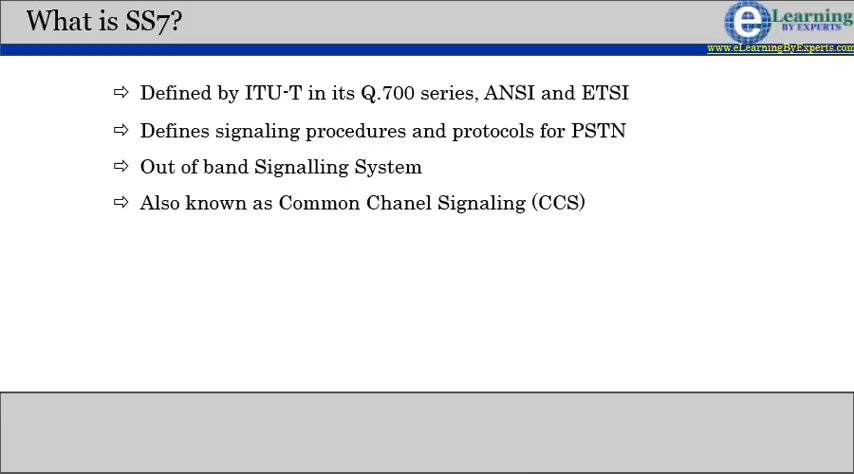 What is SS7?
e Learning
BY EXPERTS
www.eLearningByExperts.com
⇨ Defined by ITU-T in its Q.700 series, ANSI and ETSI
⇨ Defines signaling procedures and protocols for PSTN
⇨ Out of band Signalling System
⇨ Also known as Common Chanel Signaling (CCS)